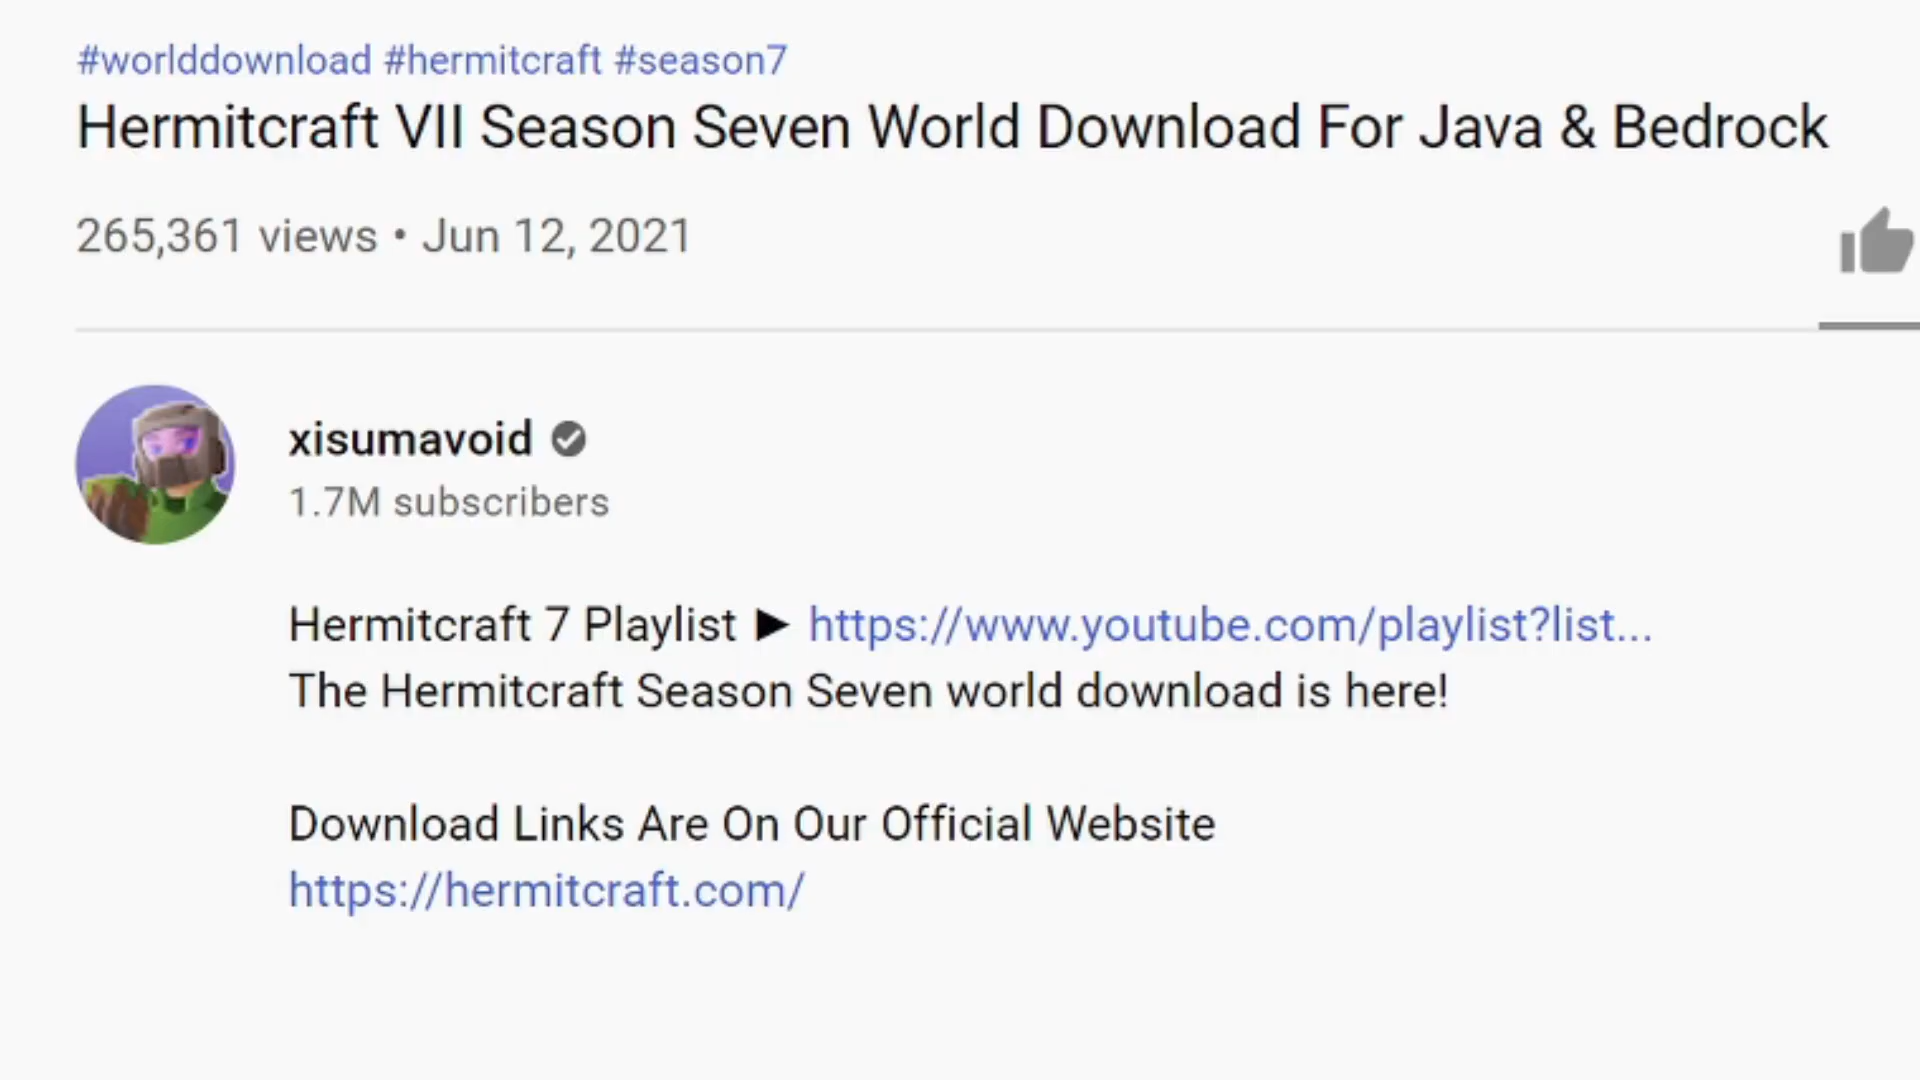 #worlddownload #hermitcraft #season7
Hermitcraft VII Season Seven World Download For Java & Bedrock
265,361 views • Jun 12, 2021
xisumavoid
1.7M subscribers
Hermitcraft 7 Playlist ► https://www.youtube.com/playlist?list...
The Hermitcraft Season Seven world download is here!
Download Links Are On Our Official Website
https://hermitcraft.com/